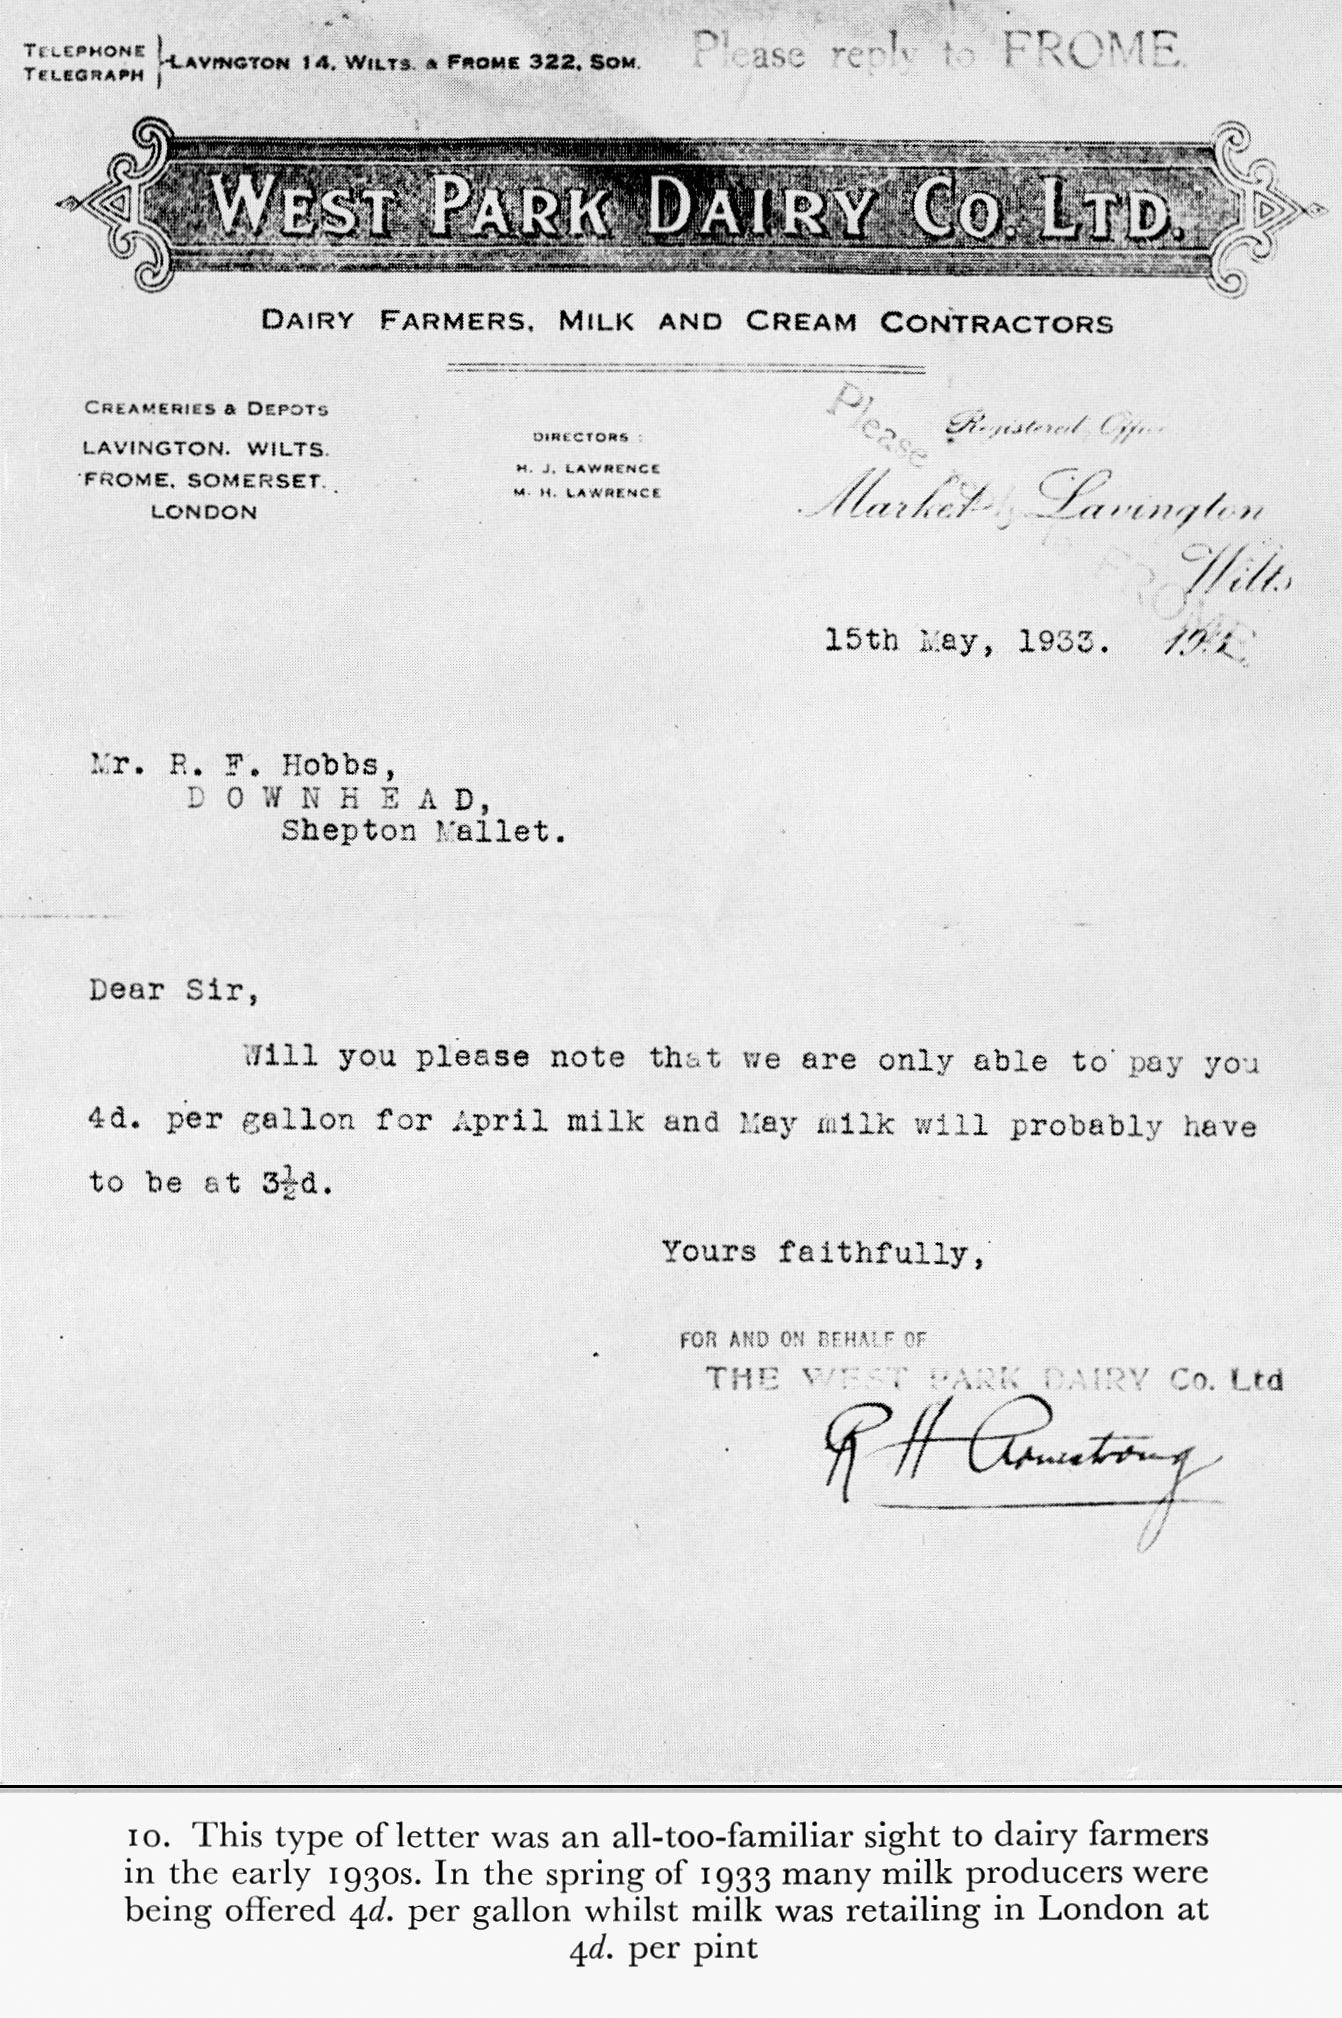 TELEPHONE
TELEGRAPH
LAVINGTON 14, WILTS. & FROME 322, SOM.
Please reply to FROME.
WEST PARK DAIRY CO. LTD.
DAIRY FARMERS, MILK AND CREAM CONTRACTORS
CREAMERIES & DEPOTS
LAVINGTON. WILTS.
FROME, SOMERSET.
LONDON
DIRECTORS :
H. J. LAWRENCE
M. H. LAWRENCE
Registered Office
Market Lavington
Wilts
Please reply to FROME.
15th May, 1933. 193
Mr. R. F. Hobbs,
D O W N H E A D,
Shepton Mallet.
Dear Sir,
Will you please note that we are only able to pay you
4d. per gallon for April milk and May milk will probably have
to be at 3½d.
Yours faithfully,
FOR AND ON BEHALF OF
THE WEST PARK DAIRY Co. Ltd
R H Armstrong
10. This type of letter was an all-too-familiar sight to dairy farmers
in the early 1930s. In the spring of 1933 many milk producers were
being offered 4d. per gallon whilst milk was retailing in London at
4d. per pint